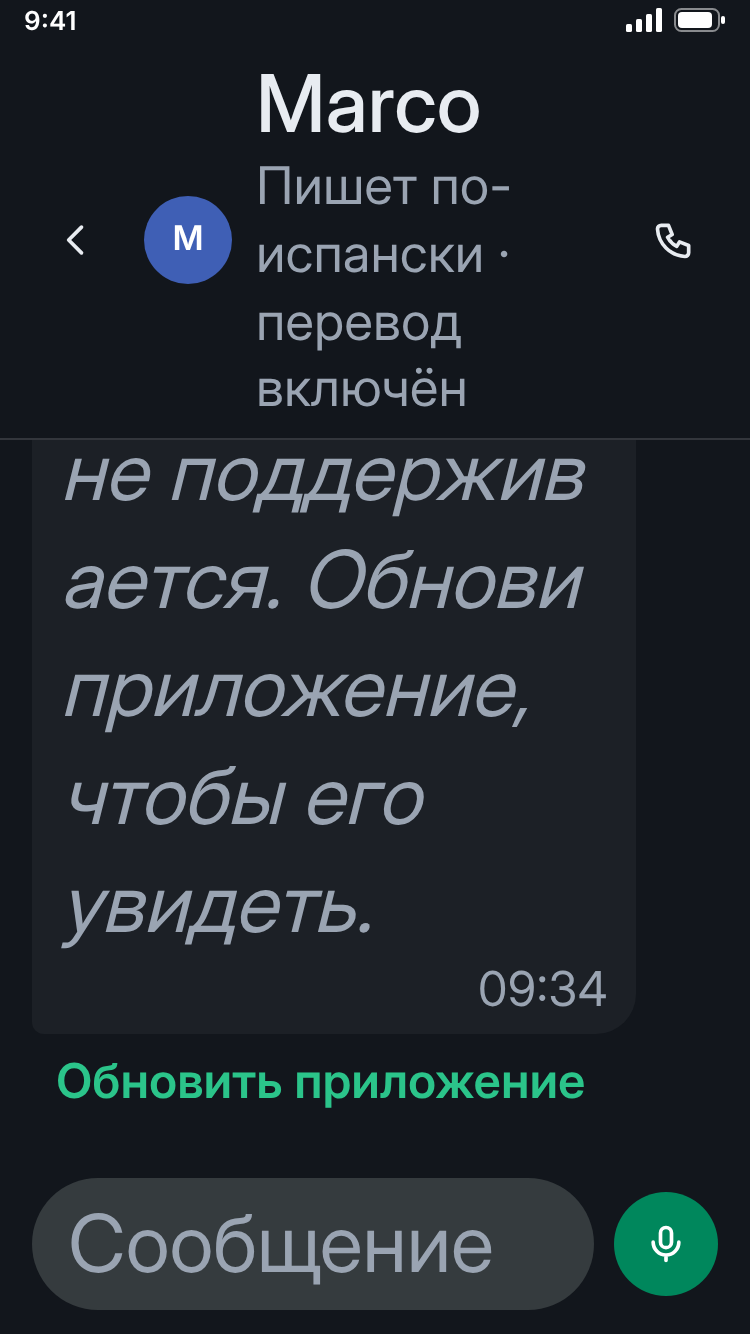 9:41
Marco
Пишет по-
испански ·
перевод
включён
M
не поддержив
ается. Обнови
приложение,
чтобы его
увидеть.
09:34
Обновить приложение
Сообщение